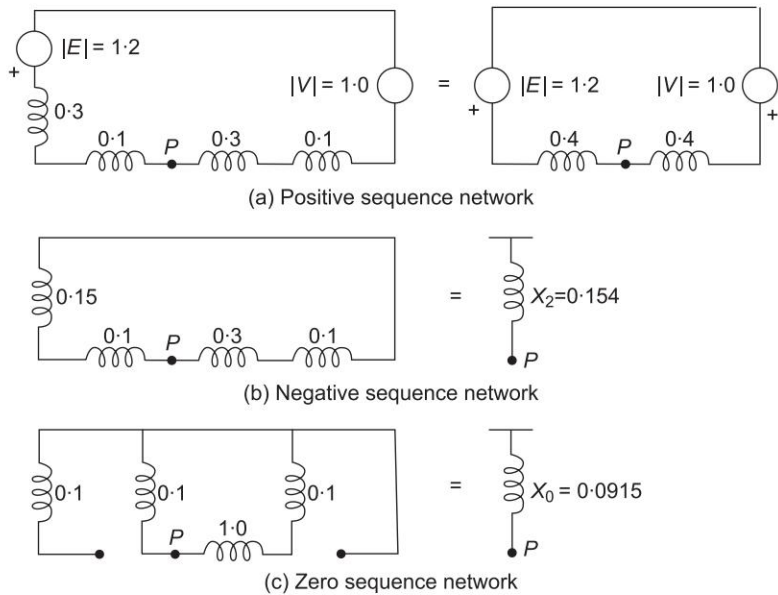 |E| = 1·2
+
0·3
0·1
P
0·3
0·1
|V| = 1·0
=
|E| = 1·2
+
|V| = 1·0
+
0·4
P
0·4
(a) Positive sequence network
0·15
0·1
P
0·3
0·1
=
X2=0·154
P
(b) Negative sequence network
0·1
0·1
P
1·0
0·1
=
X0 = 0·0915
P
(c) Zero sequence network